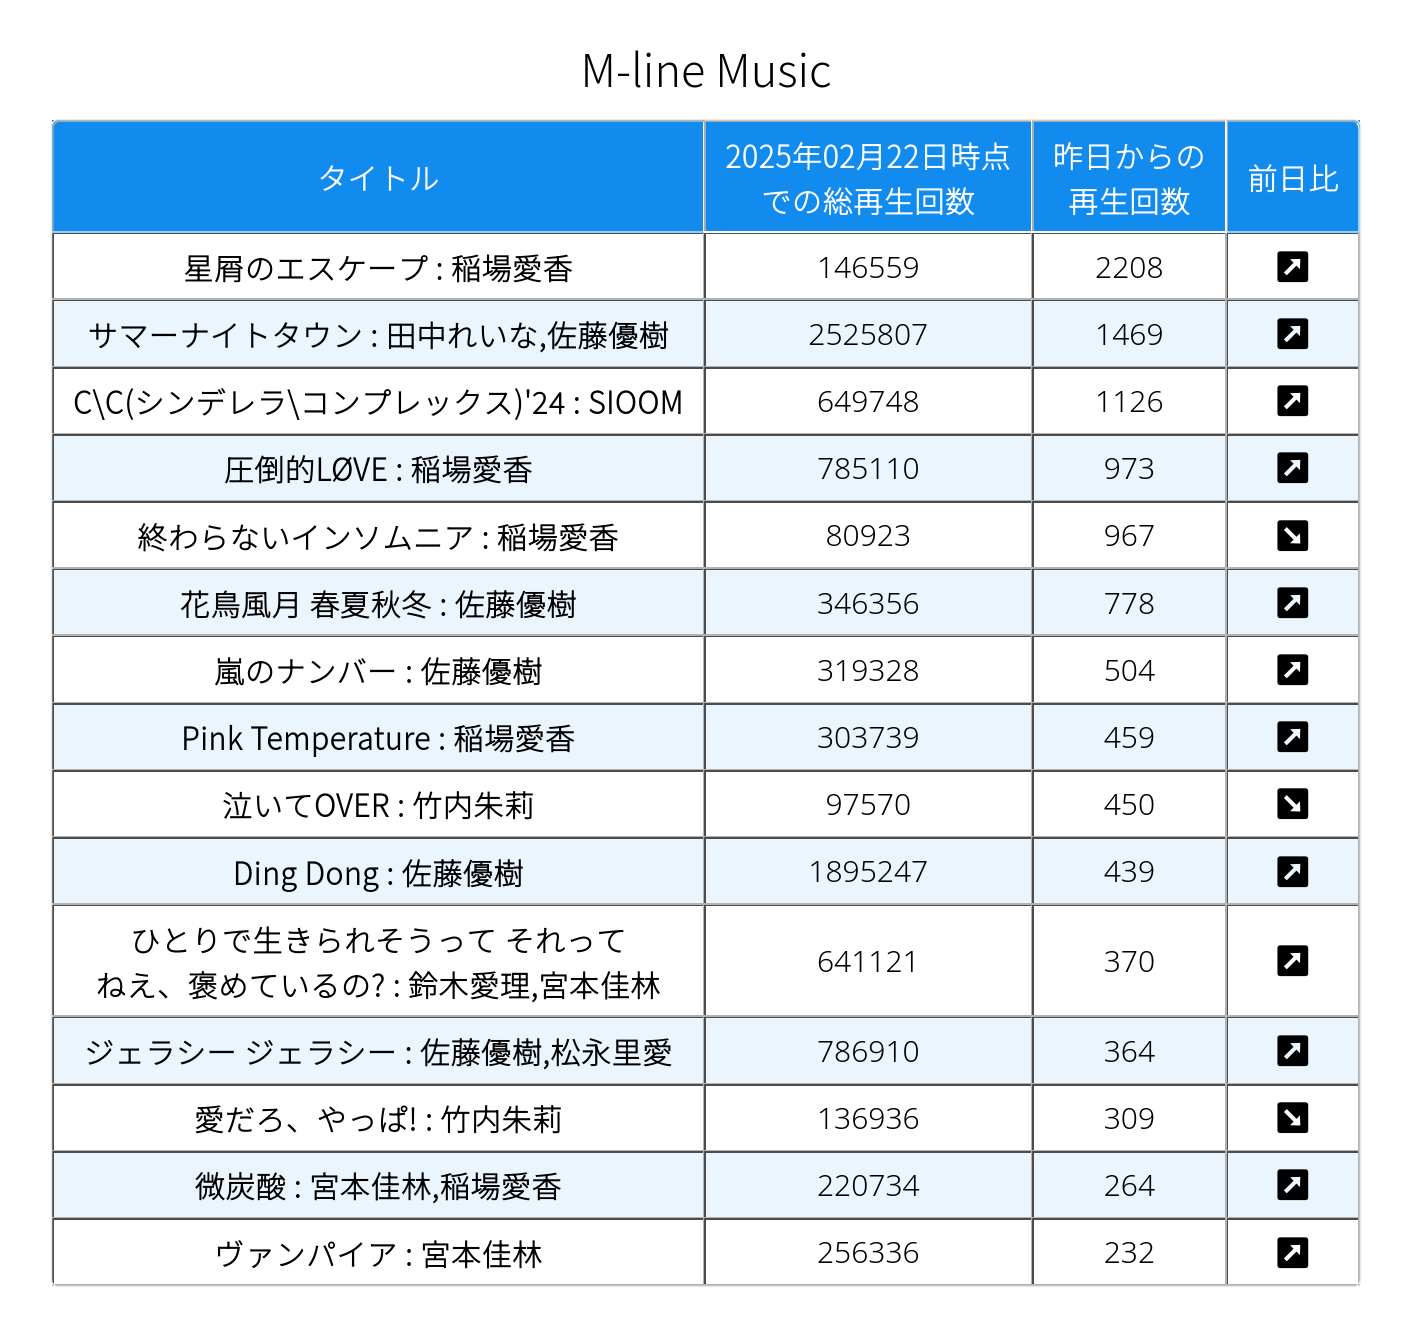 M-line Music
タイトル
2025年02月22日時点
での総再生回数
昨日からの
再生回数
前日比
星屑のエスケープ : 稲場愛香
146559
2208
サマーナイトタウン : 田中れいな,佐藤優樹
2525807
1469
C\C(シンデレラ\コンプレックス)'24 : SIOOM
649748
1126
圧倒的LØVE : 稲場愛香
785110
973
終わらないインソムニア : 稲場愛香
80923
967
花鳥風月 春夏秋冬 : 佐藤優樹
346356
778
嵐のナンバー : 佐藤優樹
319328
504
Pink Temperature : 稲場愛香
303739
459
泣いてOVER : 竹内朱莉
97570
450
Ding Dong : 佐藤優樹
1895247
439
ひとりで生きられそうって それって
ねえ、褒めているの? : 鈴木愛理,宮本佳林
641121
370
ジェラシー ジェラシー : 佐藤優樹,松永里愛
786910
364
愛だろ、やっぱ! : 竹内朱莉
136936
309
微炭酸 : 宮本佳林,稲場愛香
220734
264
ヴァンパイア : 宮本佳林
256336
232